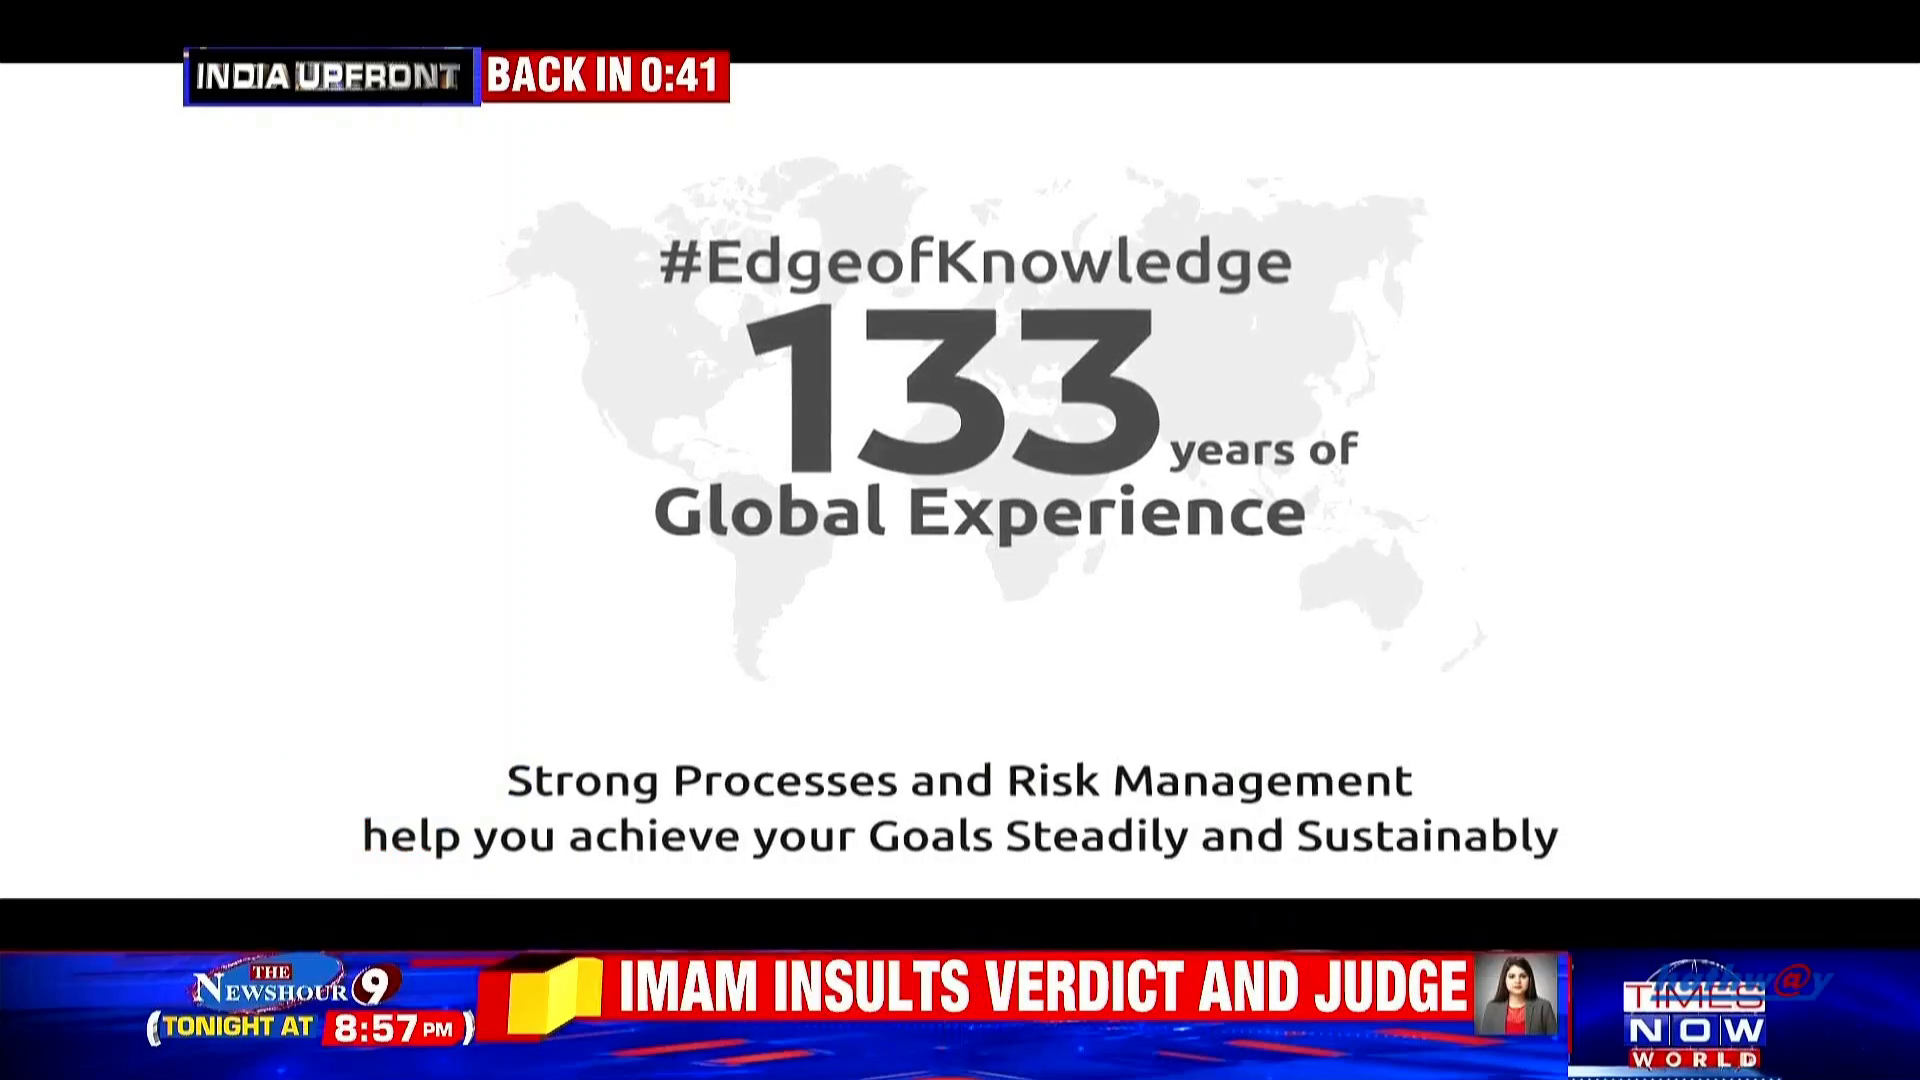 INDIA UPFRONT
BACK IN 0:41
#EdgeofKnowledge
133 years of
Global Experience
Strong Processes and Risk Management
help you achieve your Goals Steadily and Sustainably
THE
NEWSHOUR 9
(TONIGHT AT 8:57 PM)
IMAM INSULTS VERDICT AND JUDGE
hathw@y
TIMES
NOW
WORLD